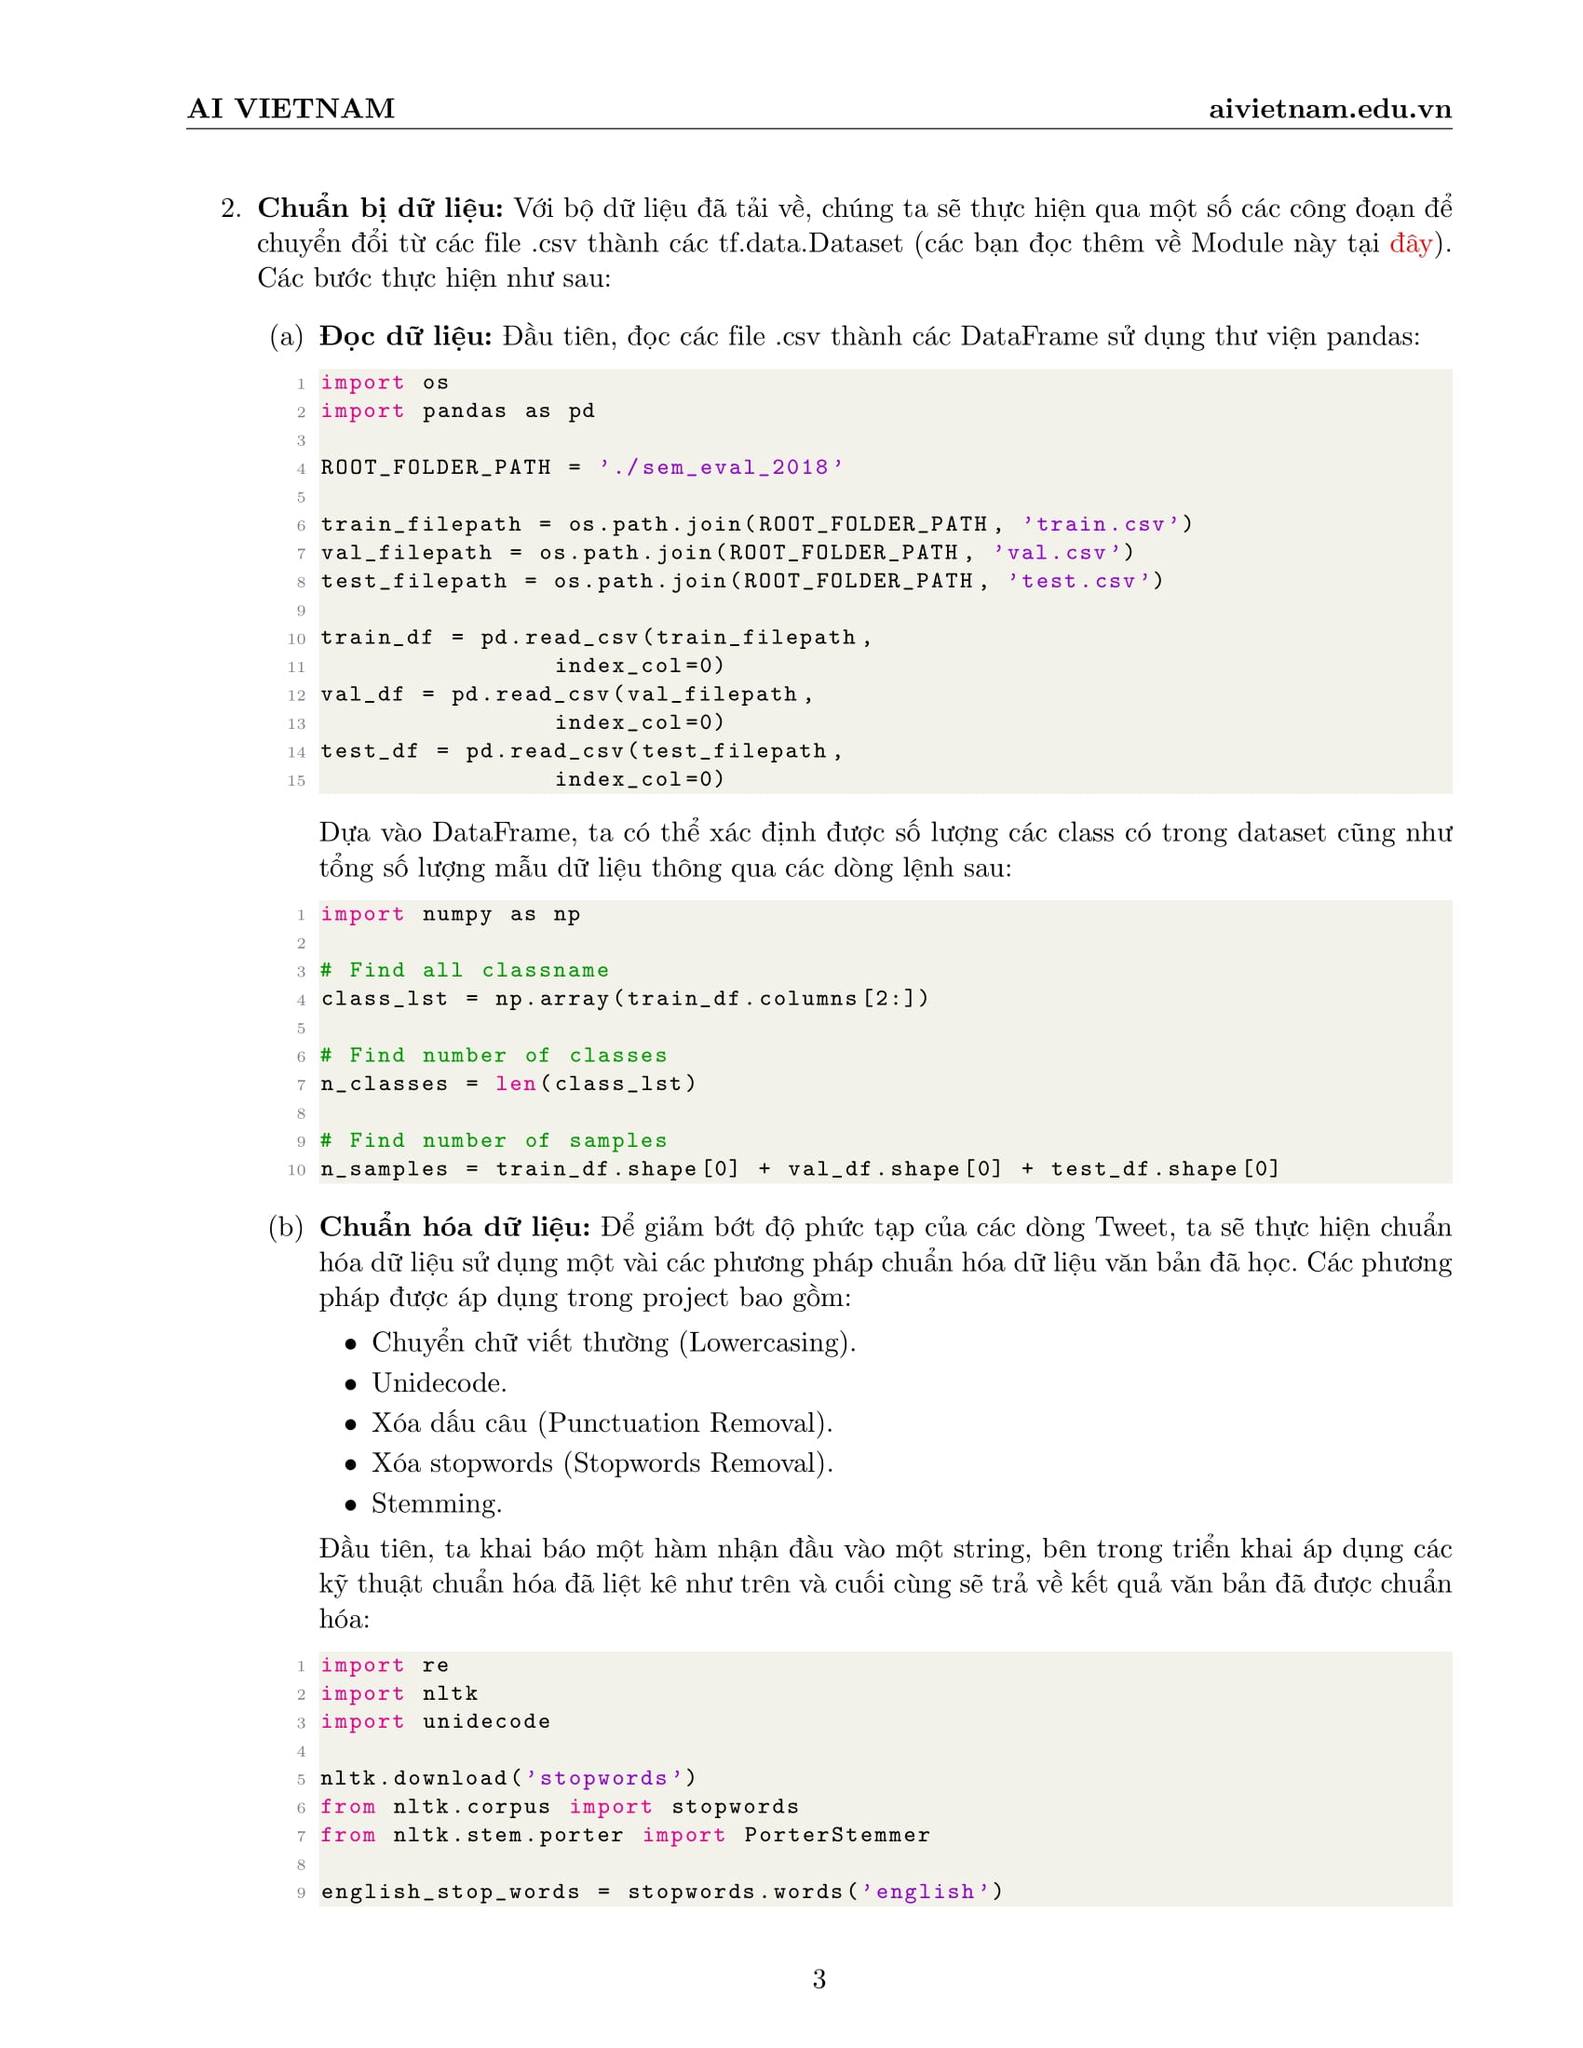 AI VIETNAM
aivietnam.edu.vn
2. Chuẩn bị dữ liệu: Với bộ dữ liệu đã tải về, chúng ta sẽ thực hiện qua một số các công đoạn để
chuyển đổi từ các file .csv thành các tf.data.Dataset (các bạn đọc thêm về Module này tại đây).
Các bước thực hiện như sau:
(a) Đọc dữ liệu: Đầu tiên, đọc các file .csv thành các DataFrame sử dụng thư viện pandas:
1 import os
2 import pandas as pd
3
4 ROOT_FOLDER_PATH = './sem_eval_2018'
5
6 train_filepath = os.path.join(ROOT_FOLDER_PATH, 'train.csv')
7 val_filepath = os.path.join(ROOT_FOLDER_PATH, 'val.csv')
8 test_filepath = os.path.join(ROOT_FOLDER_PATH, 'test.csv')
9
10 train_df = pd.read_csv(train_filepath,
11                 index_col=0)
12 val_df = pd.read_csv(val_filepath,
13                 index_col=0)
14 test_df = pd.read_csv(test_filepath,
15                 index_col=0)
Dựa vào DataFrame, ta có thể xác định được số lượng các class có trong dataset cũng như
tổng số lượng mẫu dữ liệu thông qua các dòng lệnh sau:
1 import numpy as np
2
3 # Find all classname
4 class_lst = np.array(train_df.columns[2:])
5
6 # Find number of classes
7 n_classes = len(class_lst)
8
9 # Find number of samples
10 n_samples = train_df.shape[0] + val_df.shape[0] + test_df.shape[0]
(b) Chuẩn hóa dữ liệu: Để giảm bớt độ phức tạp của các dòng Tweet, ta sẽ thực hiện chuẩn
hóa dữ liệu sử dụng một vài các phương pháp chuẩn hóa dữ liệu văn bản đã học. Các phương
pháp được áp dụng trong project bao gồm:
• Chuyển chữ viết thường (Lowercasing).
• Unidecode.
• Xóa dấu câu (Punctuation Removal).
• Xóa stopwords (Stopwords Removal).
• Stemming.
Đầu tiên, ta khai báo một hàm nhận đầu vào một string, bên trong triển khai áp dụng các
kỹ thuật chuẩn hóa đã liệt kê như trên và cuối cùng sẽ trả về kết quả văn bản đã được chuẩn
hóa:
1 import re
2 import nltk
3 import unidecode
4
5 nltk.download('stopwords')
6 from nltk.corpus import stopwords
7 from nltk.stem.porter import PorterStemmer
8
9 english_stop_words = stopwords.words('english')
3